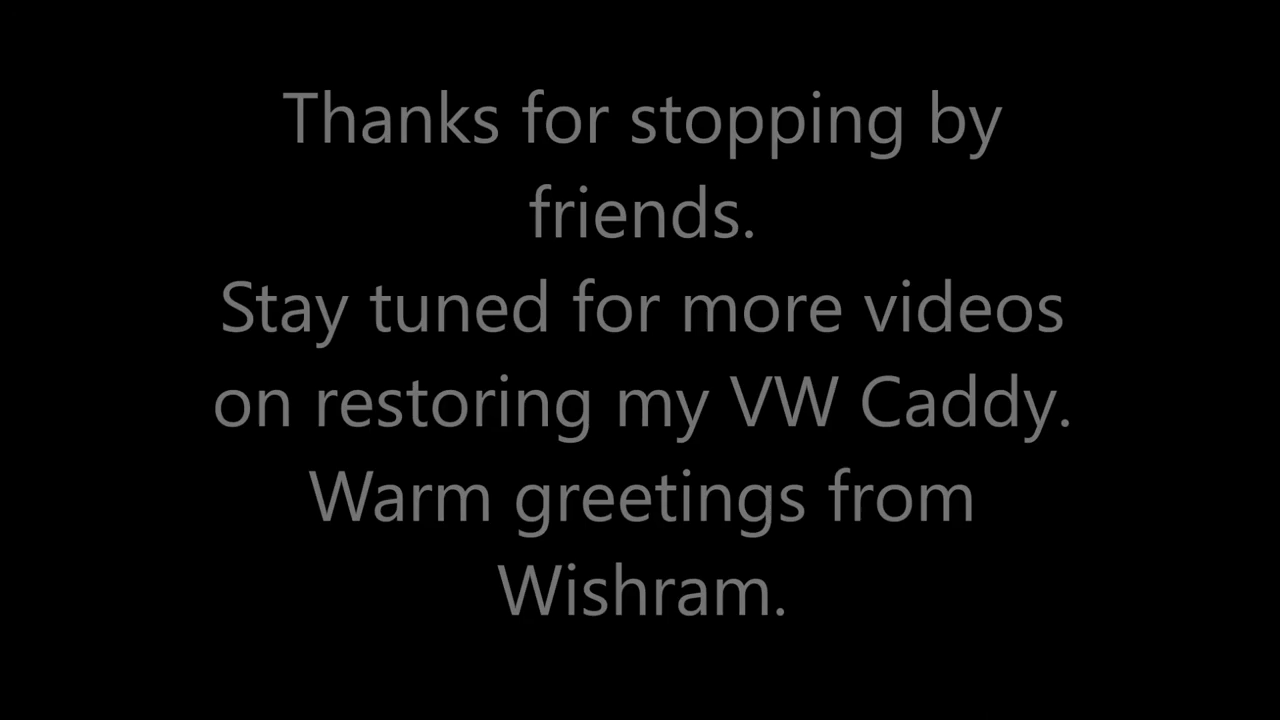 Thanks for stopping by
friends.
Stay tuned for more videos
on restoring my VW Caddy.
Warm greetings from
Wishram.